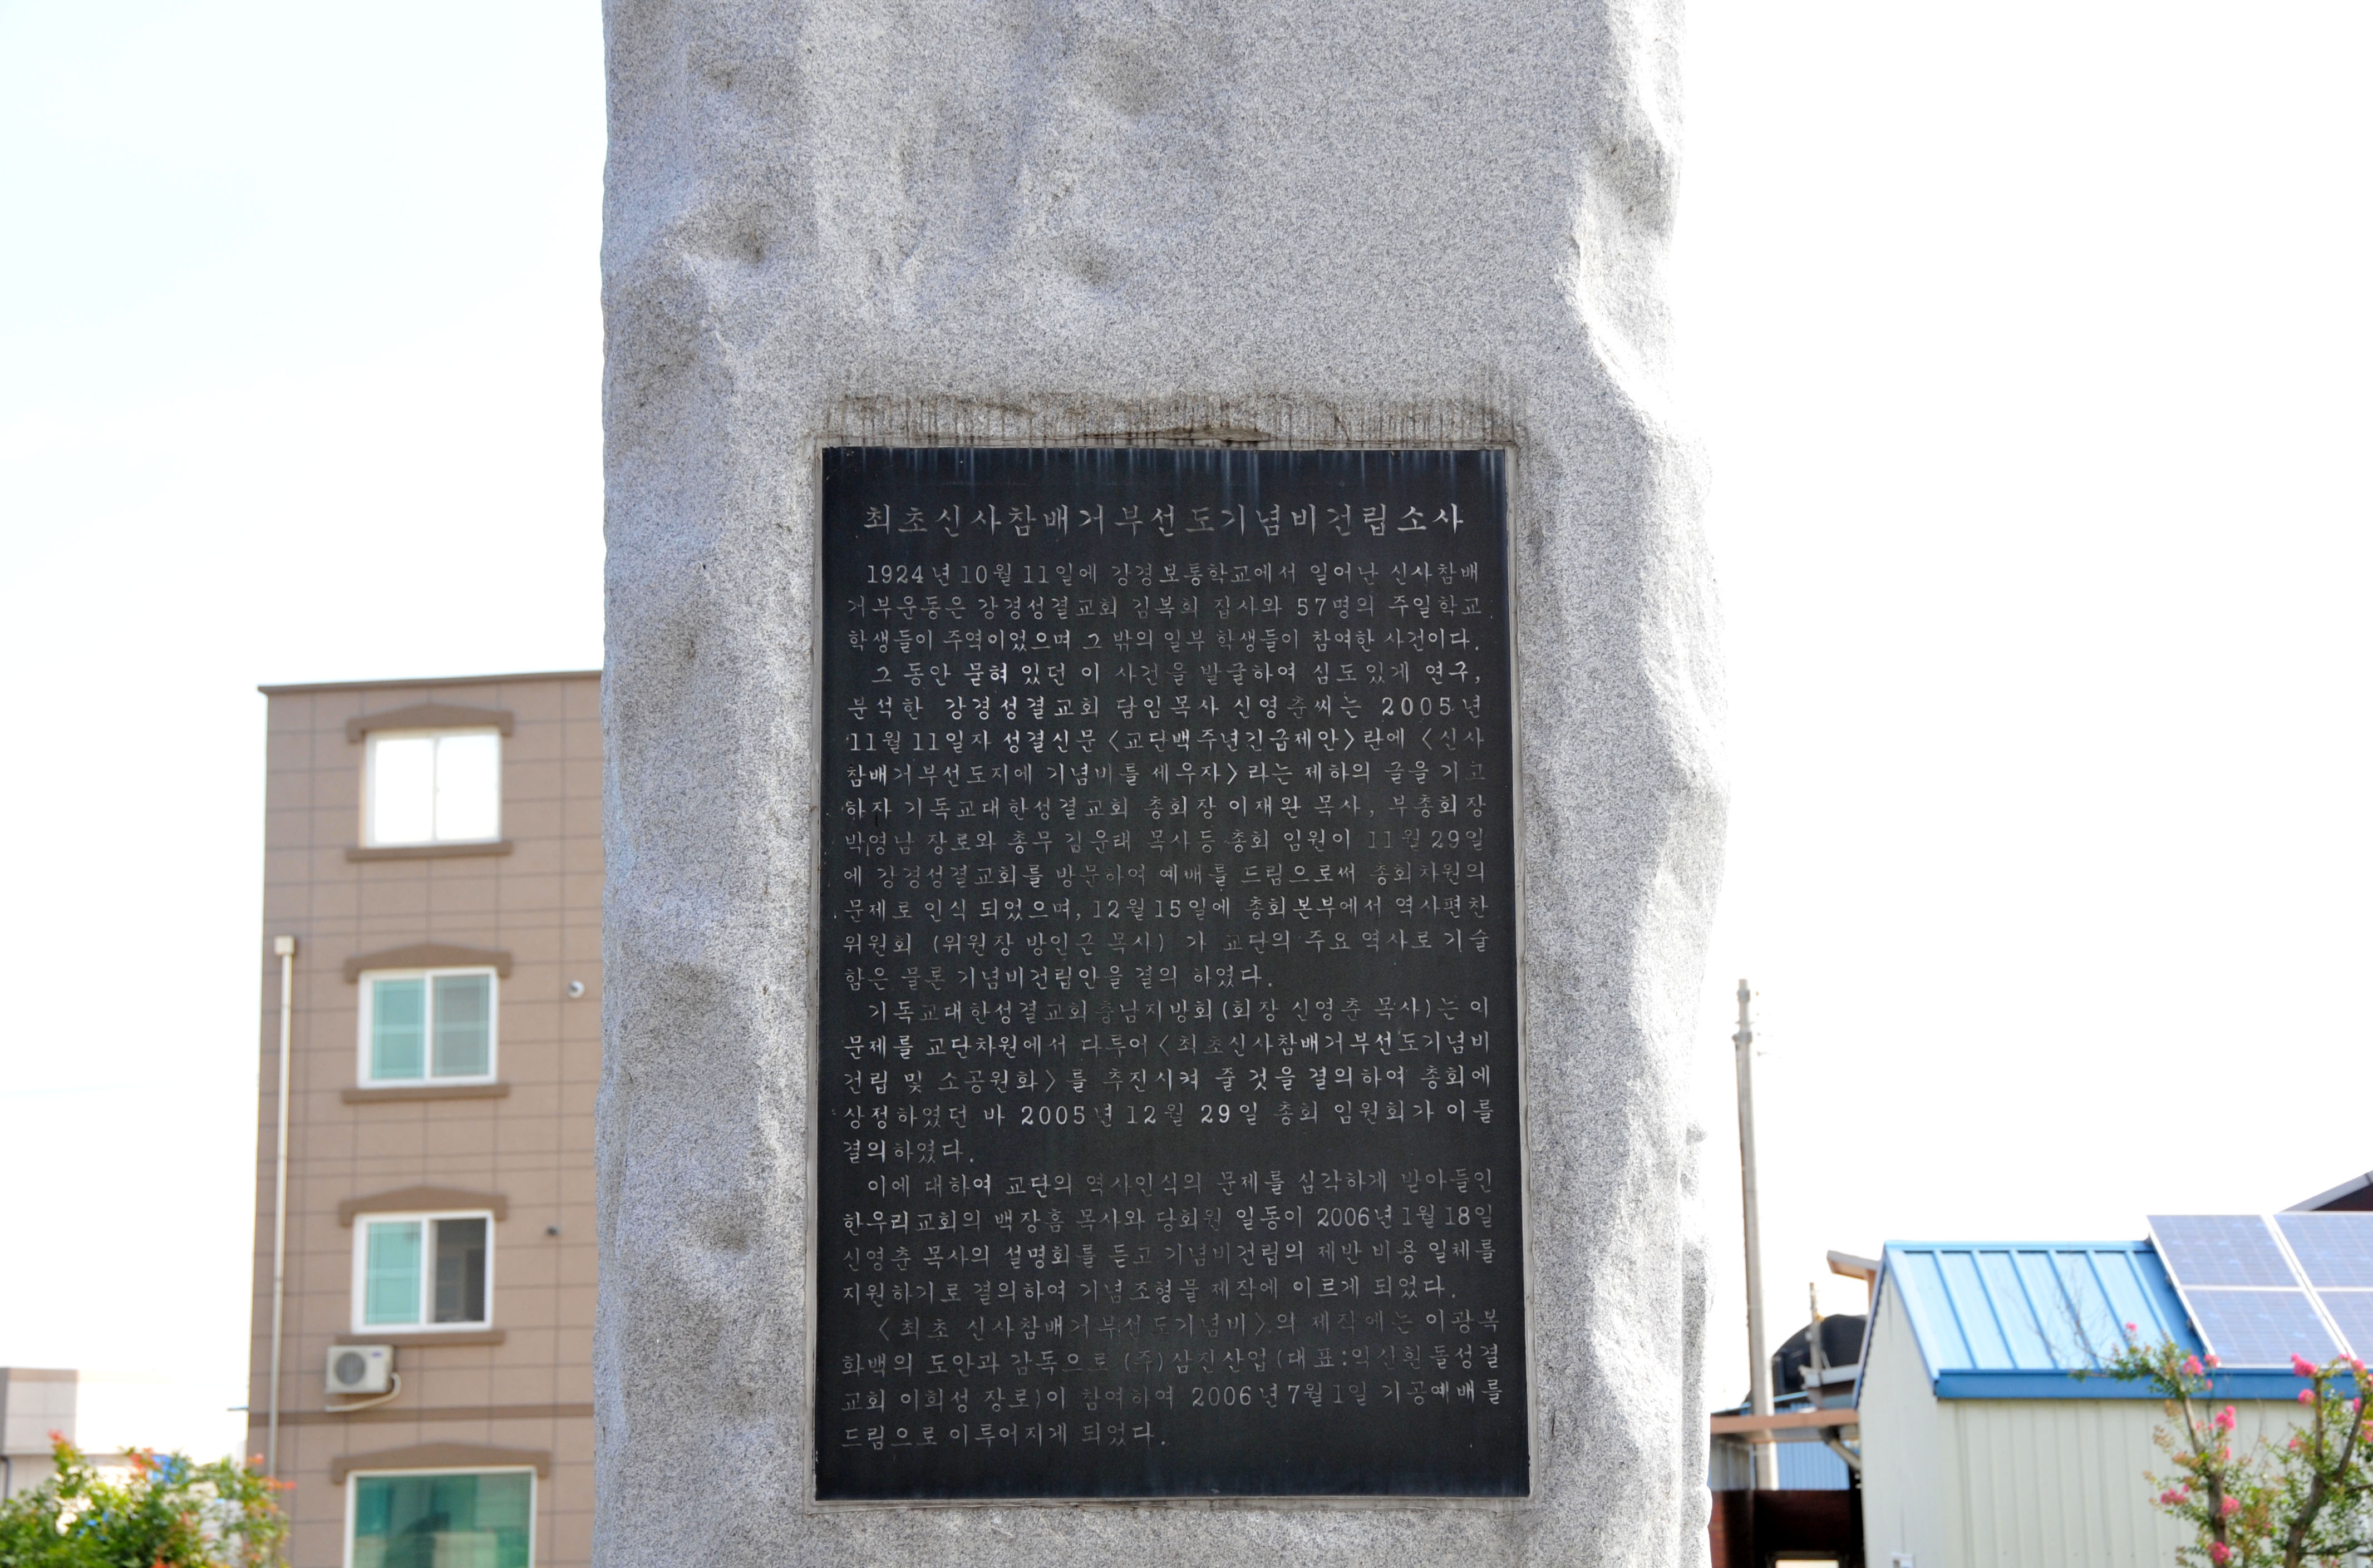 최초신사참배거부선도기념비건립소사
1924년 10월 11일에 강경보통학교에서 일어난 신사참배
거부운동은 강경성결교회 김복희 집사와 57명의 주일학교
학생들이 주역이었으며 그 밖의 일부 학생들이 참여한 사건이다.
그 동안 묻혀 있던 이 사건을 발굴하여 심도 있게 연구,
분석한 강경성결교회 담임목사 신영춘씨는 2005년
11월 11일자 성결신문 〈교단백주년긴급제안〉란에 〈신사
참배거부선도지에 기념비를 세우자〉라는 제하의 글을 기고
하자 기독교대한성결교회 총회장 이재완 목사, 부총회장
박영남 장로와 총무 김운태 목사등 총회 임원이 11월 29일
에 강경성결교회를 방문하여 예배를 드림으로써 총회차원의
문제로 인식 되었으며, 12월 15일에 총회본부에서 역사편찬
위원회 (위원장 방인근 목사) 가 교단의 주요 역사로 기술
함은 물론 기념비건립안을 결의 하였다.
기독교대한성결교회충남지방회(회장 신영춘 목사)는 이
문제를 교단차원에서 다루어 〈최초신사참배거부선도기념비
건립 및 소공원화〉를 추진시켜 줄 것을 결의하여 총회에
상정하였던 바 2005년 12월 29일 총회 임원회가 이를
결의하였다.
이에 대하여 교단의 역사인식의 문제를 심각하게 받아들인
한우리교회의 백장흠 목사와 당회원 일동이 2006년 1월 18일
신영춘 목사의 설명회를 듣고 기념비건립의 제반 비용 일체를
지원하기로 결의하여 기념조형물 제작에 이르게 되었다.
〈최초 신사참배거부선도기념비〉의 제작에는 이광복
화백의 도안과 감독으로 (주)삼진산업(대표:익산흰돌성결
교회 이희성 장로)이 참여하여 2006년 7월 1일 기공예배를
드림으로 이루어지게 되었다.